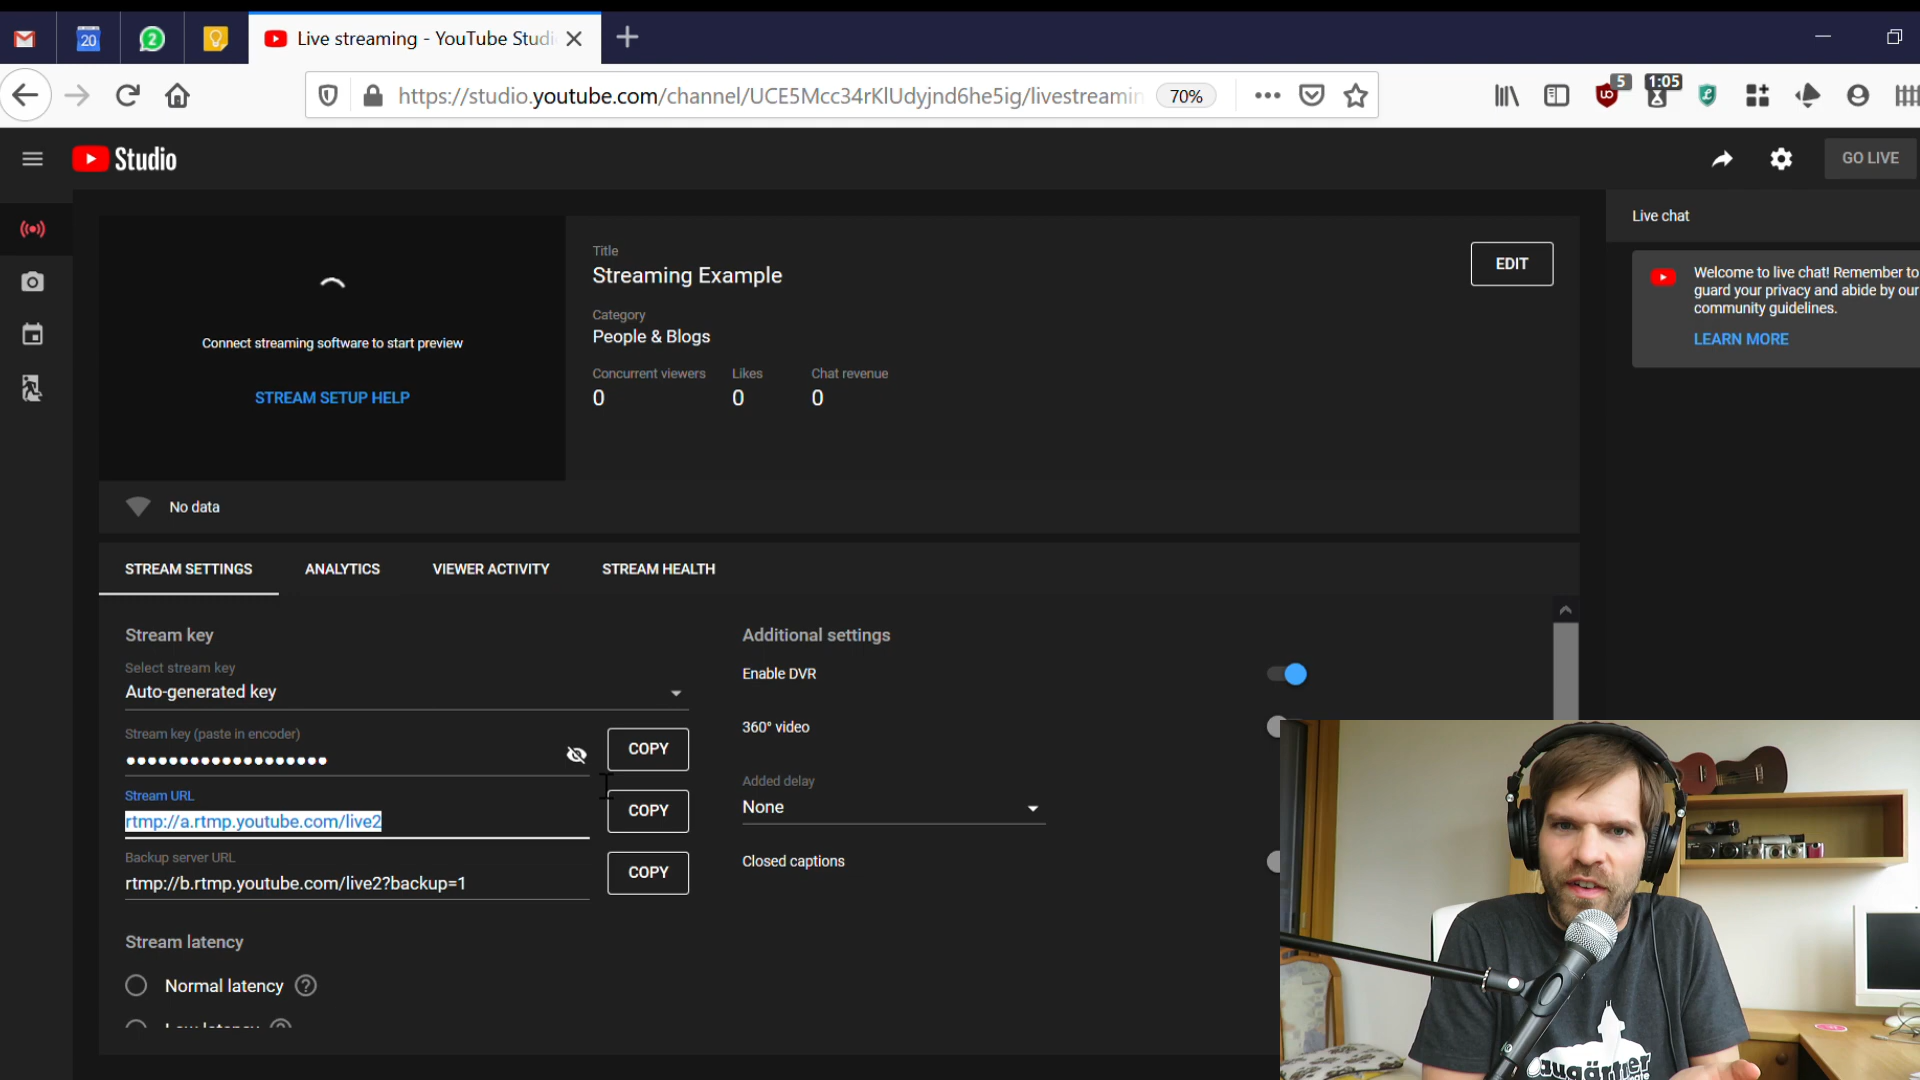 20
2
Live streaming - YouTube Studi
https://studio.youtube.com/channel/UCE5Mcc34rKlUdyjnd6he5ig/livestreamin
70%
5
1:05
Studio
GO LIVE
Live chat
Welcome to live chat! Remember to
guard your privacy and abide by our
community guidelines.
LEARN MORE
Connect streaming software to start preview
STREAM SETUP HELP
Title
Streaming Example
EDIT
Category
People & Blogs
Concurrent viewers
Likes
Chat revenue
0
0
0
No data
STREAM SETTINGS
ANALYTICS
VIEWER ACTIVITY
STREAM HEALTH
Stream key
Select stream key
Auto-generated key
Stream key (paste in encoder)
•••••••••••••••••••
COPY
Stream URL
rtmp://a.rtmp.youtube.com/live2
COPY
Backup server URL
rtmp://b.rtmp.youtube.com/live2?backup=1
COPY
Stream latency
Normal latency
Additional settings
Enable DVR
360° video
Added delay
None
Closed captions